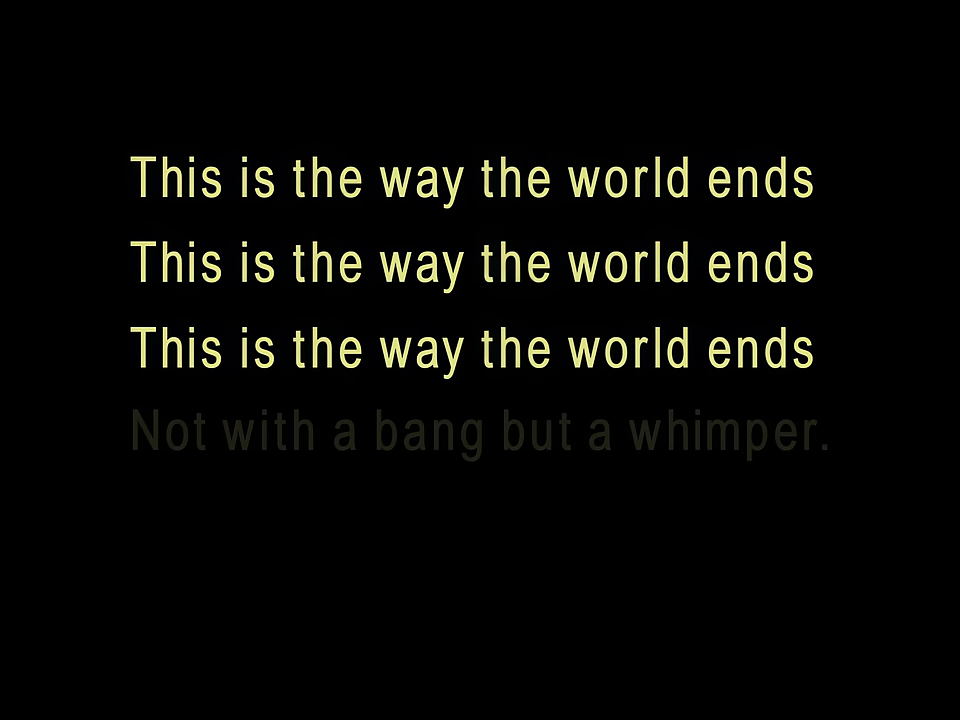 This is the way the world ends
This is the way the world ends
This is the way the world ends
Not with a bang but a whimper.